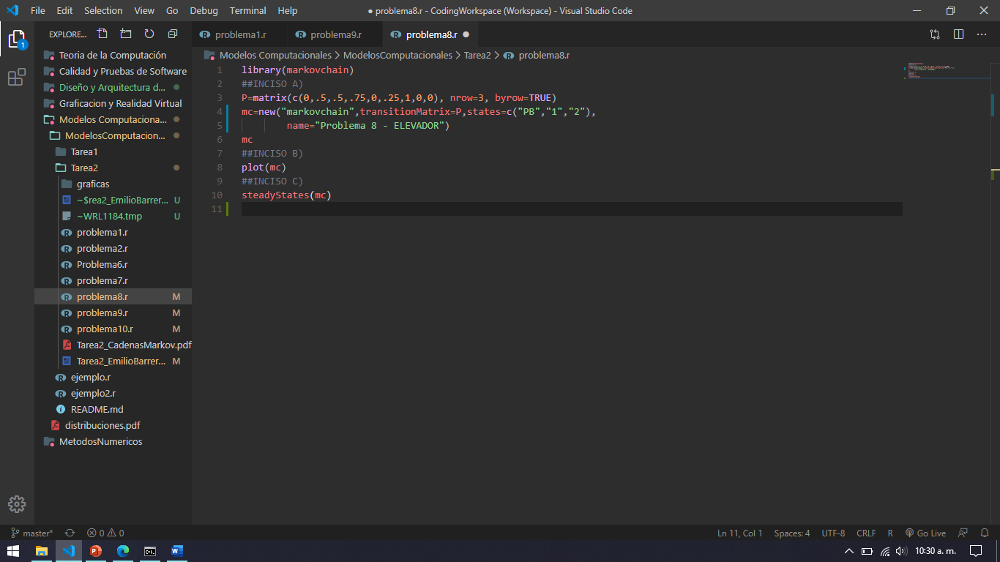 File Edit Selection View Go Debug Terminal Help
● problema8.r - CodingWorkspace (Workspace) - Visual Studio Code
EXPLORE...
problema1.r problema9.r problema8.r
Modelos Computacionales > ModelosComputacionales > Tarea2 > problema8.r
1
Teoria de la Computación
Calidad y Pruebas de Software
Diseño y Arquitectura d...
Graficacion y Realidad Virtual
Modelos Computaciona...
ModelosComputacion...
Tarea1
Tarea2
graficas
~$rea2_EmilioBarrer... U
~WRL1184.tmp U
problema1.r
problema2.r
Problema6.r
problema7.r
problema8.r M
problema9.r M
problema10.r M
Tarea2_CadenasMarkov.pdf
Tarea2_EmilioBarrer... M
ejemplo.r
ejemplo2.r
README.md
distribuciones.pdf
MetodosNumericos
1 library(markovchain)
2 ##INCISO A)
3 P=matrix(c(0,.5,.5,.75,0,.25,1,0,0), nrow=3, byrow=TRUE)
4 mc=new("markovchain",transitionMatrix=P,states=c("PB","1","2"),
5 name="Problema 8 - ELEVADOR")
6 mc
7 ##INCISO B)
8 plot(mc)
9 ##INCISO C)
10 steadyStates(mc)
11
master* 0 0 Ln 11, Col 1 Spaces: 4 UTF-8 CRLF R Go Live
10:30 a. m.